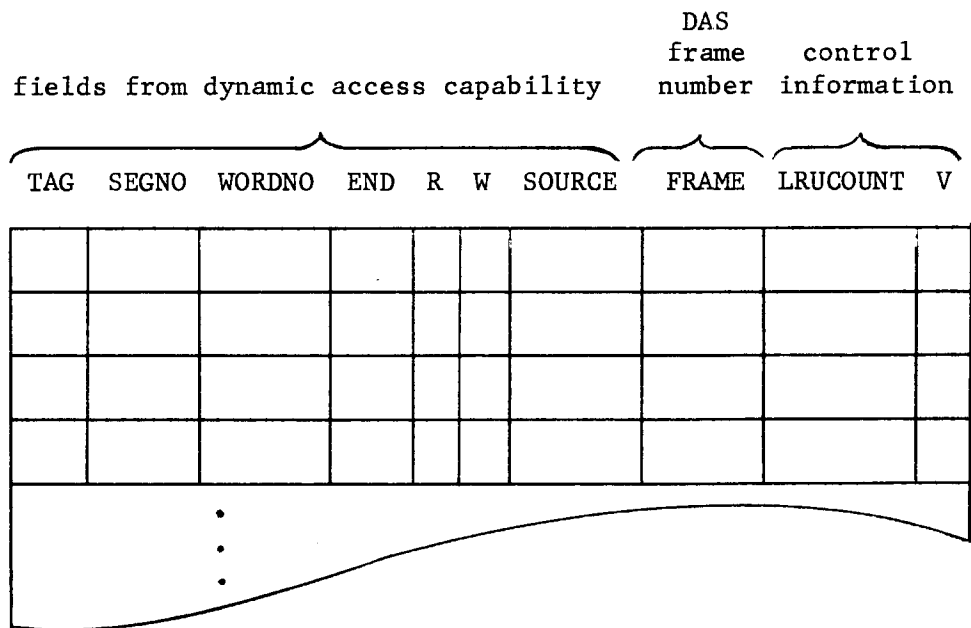 DAS
frame control
fields from dynamic access capability number information
TAG SEGNO WORDNO END R W SOURCE FRAME LRUCOUNT V